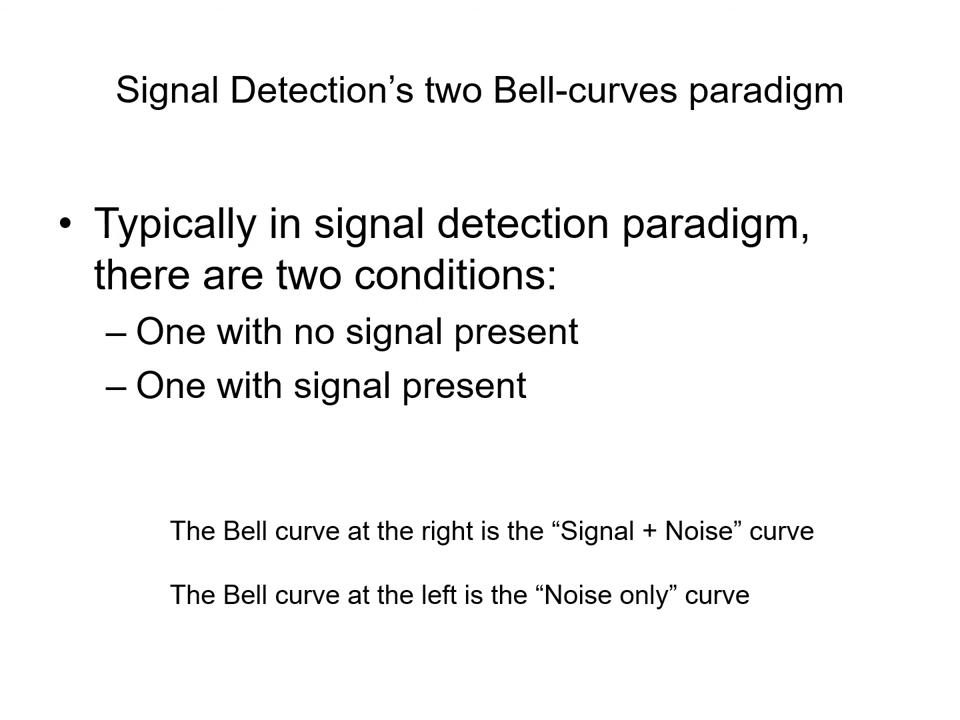 Signal Detection’s two Bell-curves paradigm
• Typically in signal detection paradigm,
there are two conditions:
– One with no signal present
– One with signal present
The Bell curve at the right is the “Signal + Noise” curve
The Bell curve at the left is the “Noise only” curve